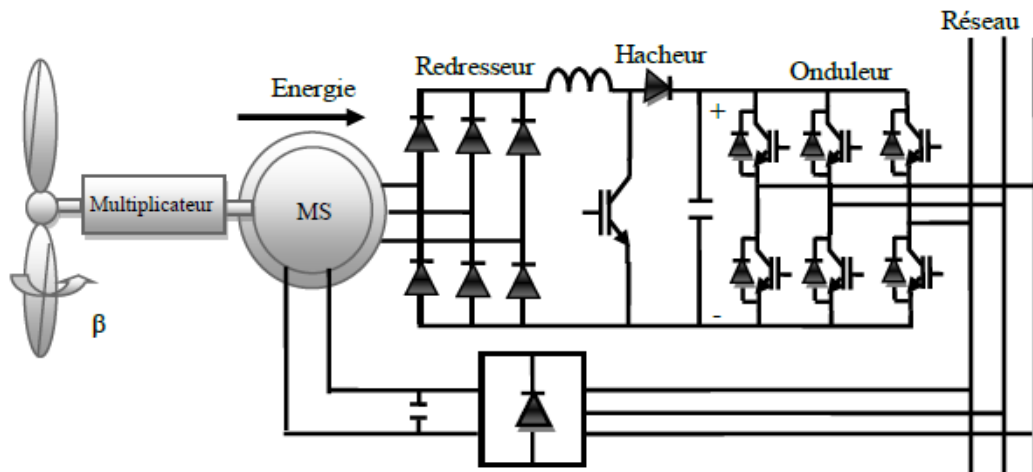 Réseau
Hacheur
Redresseur
Onduleur
Energie
+
Multiplicateur
MS
-
β